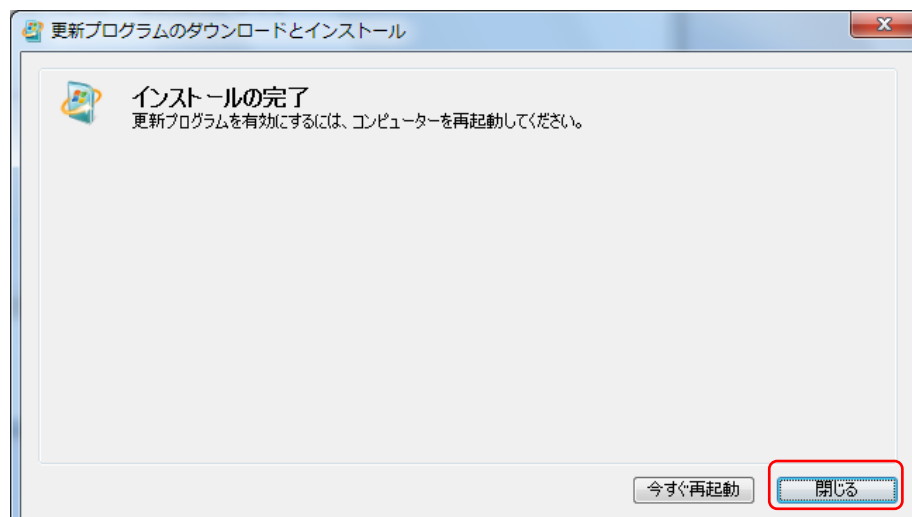 更新プログラムのダウンロードとインストール
インストールの完了
更新プログラムを有効にするには、コンピューターを再起動してください。
今すぐ再起動
閉じる